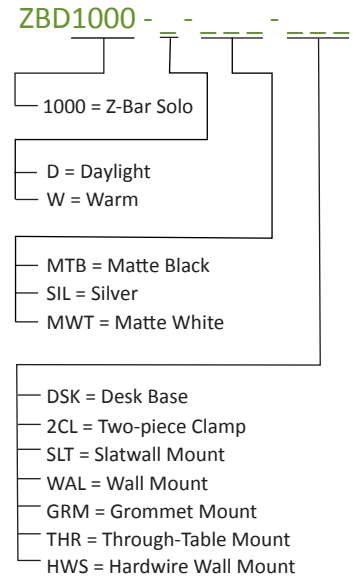 ZBD1000 - _ - _ _ _ - _ _ _
1000 = Z-Bar Solo
D = Daylight
W = Warm
MTB = Matte Black
SIL = Silver
MWT = Matte White
DSK = Desk Base
2CL = Two-piece Clamp
SLT = Slatwall Mount
WAL = Wall Mount
GRM = Grommet Mount
THR = Through-Table Mount
HWS = Hardwire Wall Mount